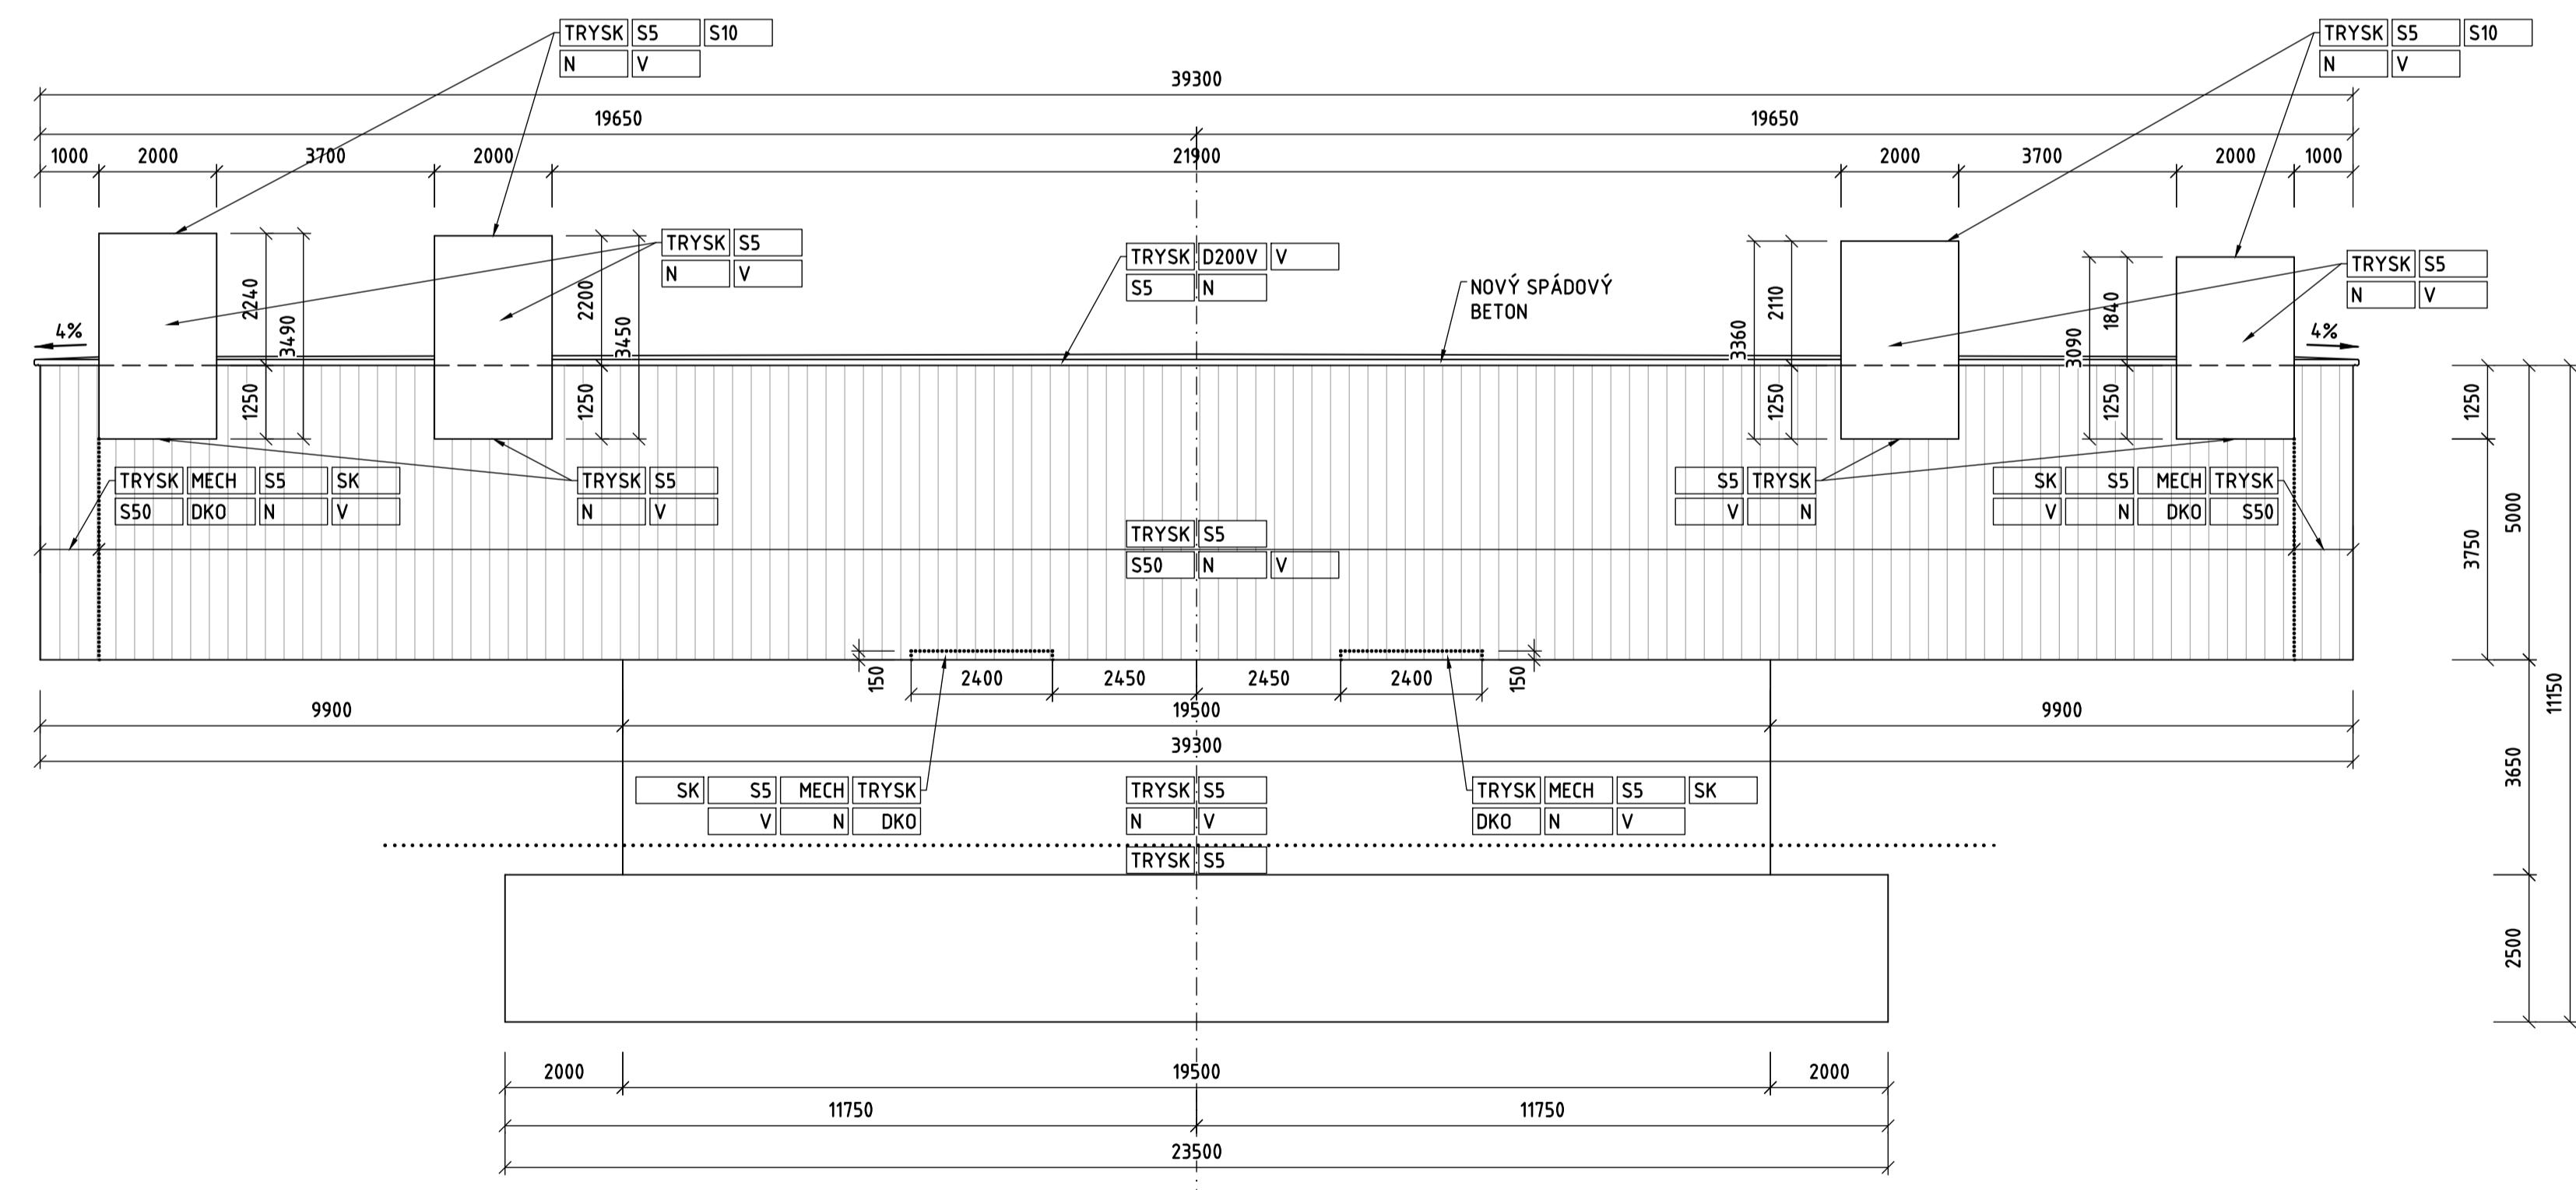 TRYSK S5 S10
N V
TRYSK S5 S10
N V
39300
19650 19650
1000 2000 3700 2000 21900 2000 3700 2000 1000
TRYSK S5
N V
TRYSK D200V V
S5 N
NOVÝ SPÁDOVÝ
BETON
TRYSK S5
N V
4%
4%
2240
3490
1250
2200
3450
1250
3360
2110
1250
3090
1840
1250
TRYSK MECH S5 SK
S50 DKO N V
TRYSK S5
N V
S5 TRYSK
V N
SK S5 MECH TRYSK
V N DKO S50
TRYSK S5
S50 N V
1250
3750
5000
11150
3650
2500
150
2400 2450 2450 2400
150
9900 19500 9900
39300
SK S5 MECH TRYSK
V N DKO
TRYSK S5
N V
TRYSK MECH S5 SK
DKO N V
TRYSK S5
2000 19500 2000
11750 11750
23500